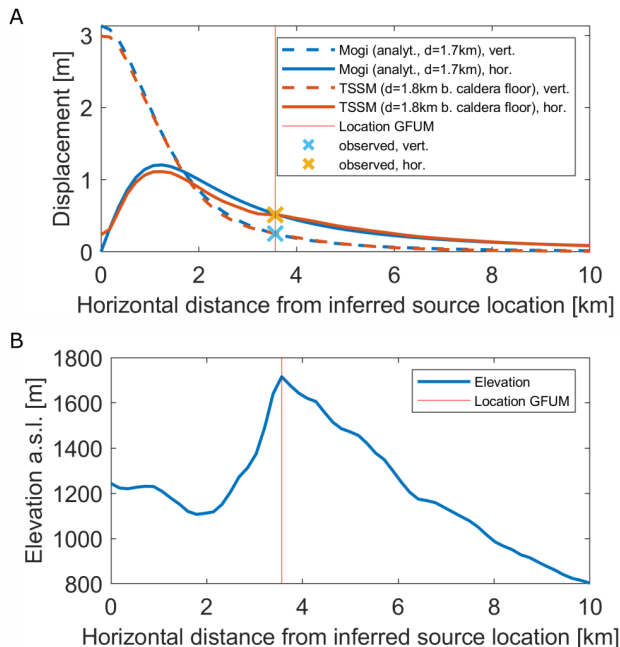 A
3
2
1
0
Displacement [m]
Mogi (analyt., d=1.7km), vert.
Mogi (analyt., d=1.7km), hor.
TSSM (d=1.8km b. caldera floor), vert.
TSSM (d=1.8km b. caldera floor), hor.
Location GFUM
observed, vert.
observed, hor.
0 2 4 6 8 10
Horizontal distance from inferred source location [km]
B
1800
1600
1400
1200
1000
800
Elevation a.s.l. [m]
Elevation
Location GFUM
0 2 4 6 8 10
Horizontal distance from inferred source location [km]